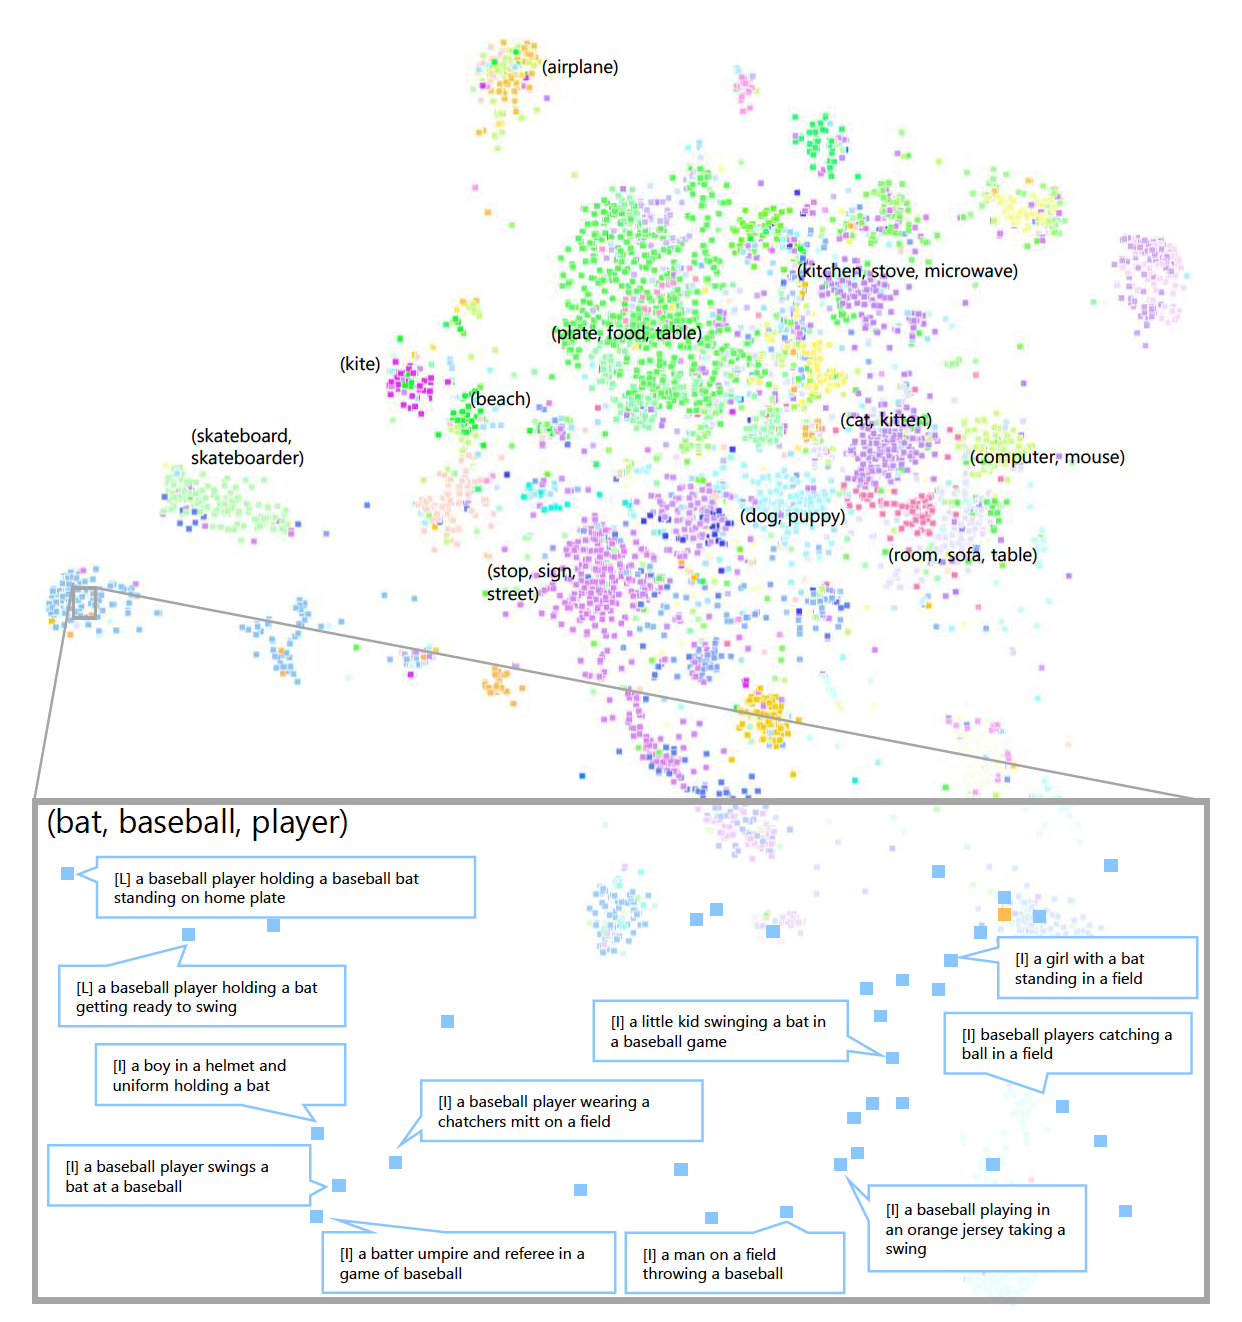 (airplane)
(kitchen, stove, microwave)
(plate, food, table)
(kite)
(beach)
(cat, kitten)
(skateboard,
skateboarder)
(computer, mouse)
(dog, puppy)
(room, sofa, table)
(stop, sign,
street)
(bat, baseball, player)
[L] a baseball player holding a baseball bat
standing on home plate
[L] a baseball player holding a bat
getting ready to swing
[I] a girl with a bat
standing in a field
[I] a little kid swinging a bat in
a baseball game
[I] baseball players catching a
ball in a field
[I] a boy in a helmet and
uniform holding a bat
[I] a baseball player wearing a
chatchers mitt on a field
[I] a baseball player swings a
bat at a baseball
[I] a baseball playing in
an orange jersey taking a
swing
[I] a batter umpire and referee in a
game of baseball
[I] a man on a field
throwing a baseball